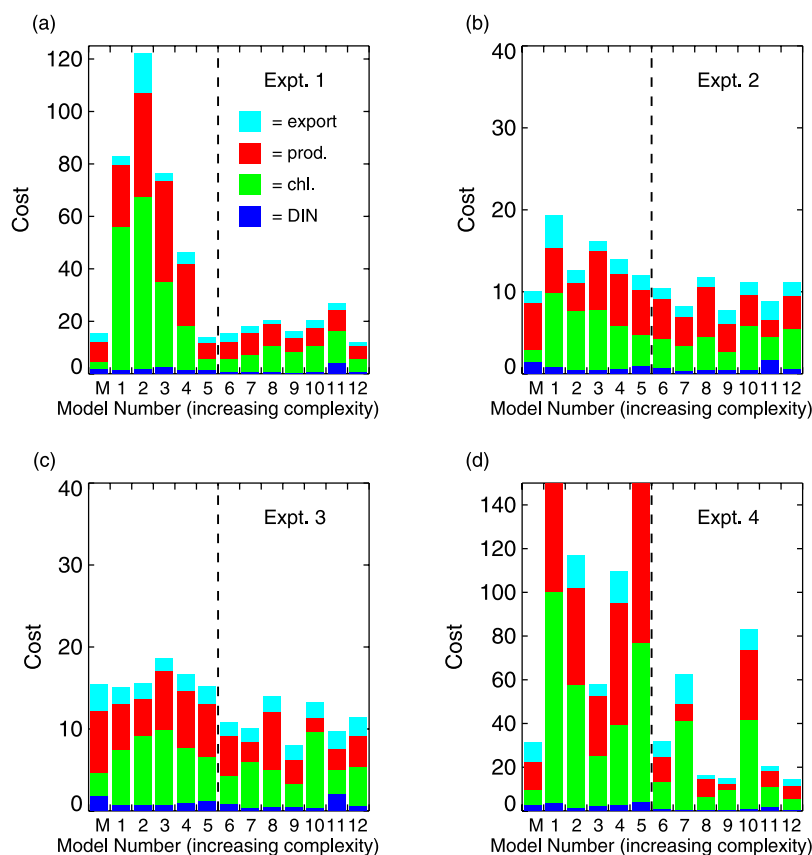 (a)
120
100
80
60
40
20
0
Cost
Expt. 1
= export
= prod.
= chl.
= DIN
M 1 2 3 4 5 6 7 8 9 10 11 12
Model Number (increasing complexity)
(b)
40
30
20
10
0
Cost
Expt. 2
M 1 2 3 4 5 6 7 8 9 10 11 12
Model Number (increasing complexity)
(c)
40
30
20
10
0
Cost
Expt. 3
M 1 2 3 4 5 6 7 8 9 10 11 12
Model Number (increasing complexity)
(d)
140
120
100
80
60
40
20
0
Cost
Expt. 4
M 1 2 3 4 5 6 7 8 9 10 11 12
Model Number (increasing complexity)